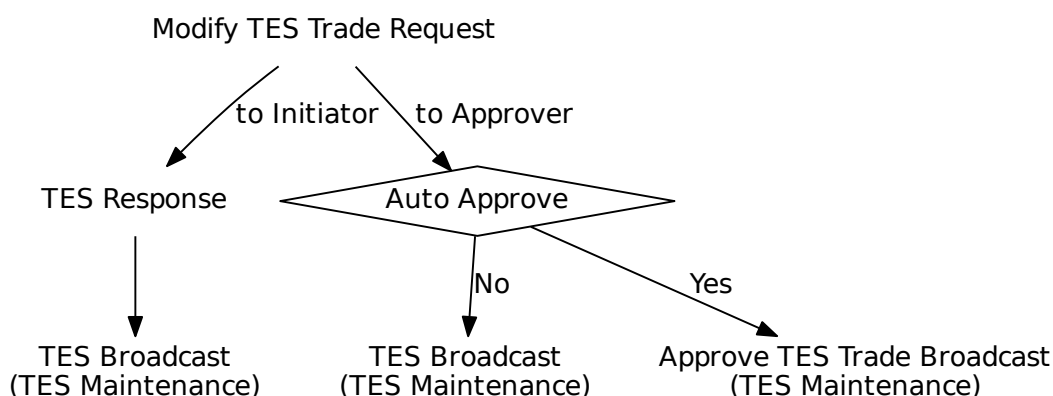 Modify TES Trade Request
to Initiator
to Approver
TES Response
Auto Approve
No
Yes
TES Broadcast
(TES Maintenance)
TES Broadcast
(TES Maintenance)
Approve TES Trade Broadcast
(TES Maintenance)